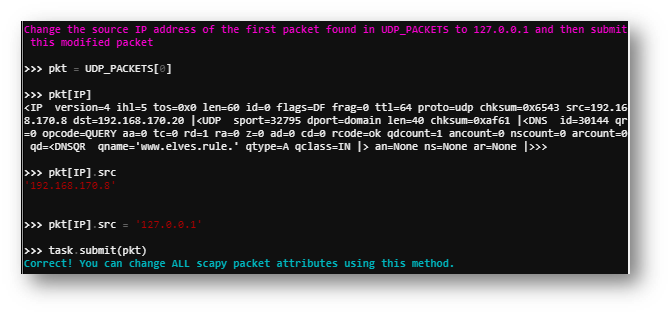 Change the source IP address of the first packet found in UDP_PACKETS to 127.0.0.1 and then submit
this modified packet
>>> pkt = UDP_PACKETS[0]
>>> pkt[IP]
<IP  version=4 ihl=5 tos=0x0 len=60 id=0 flags=DF frag=0 ttl=64 proto=udp chksum=0x6543 src=192.16
8.170.8 dst=192.168.170.20 |<UDP  sport=32795 dport=domain len=40 chksum=0xaf61 |<DNS  id=30144 qr
=0 opcode=QUERY aa=0 tc=0 rd=1 ra=0 z=0 ad=0 cd=0 rcode=ok qdcount=1 ancount=0 nscount=0 arcount=0
qd=<DNSQR  qname='www.elves.rule.' qtype=A qclass=IN |> an=None ns=None ar=None |>>>
>>> pkt[IP].src
'192.168.170.8'
>>> pkt[IP].src = '127.0.0.1'
>>> task.submit(pkt)
Correct! You can change ALL scapy packet attributes using this method.